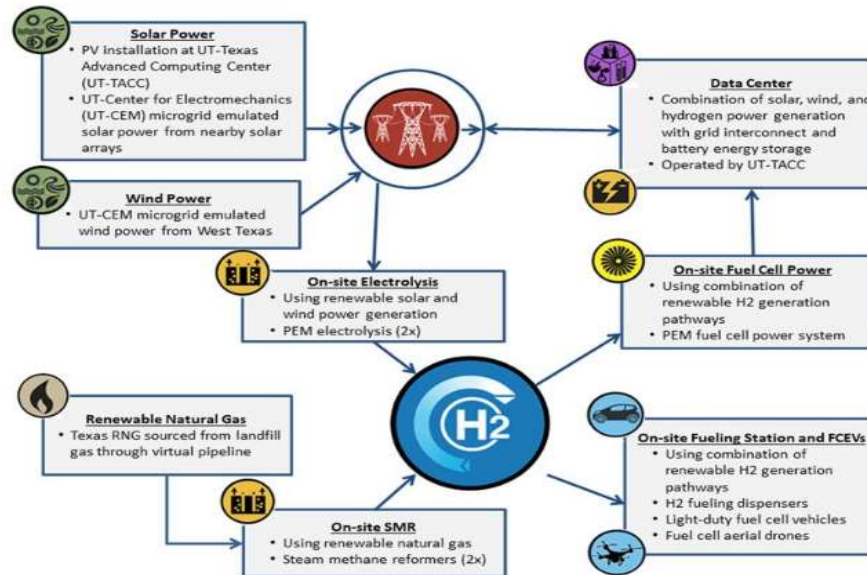 Solar Power
• PV installation at UT-Texas
Advanced Computing Center
(UT-TACC)
• UT-Center for Electromechanics
(UT-CEM) microgrid emulated
solar power from nearby solar
arrays
Data Center
• Combination of solar, wind, and
hydrogen power generation
with grid interconnect and
battery energy storage
• Operated by UT-TACC
Wind Power
• UT-CEM microgrid emulated
wind power from West Texas
On-site Electrolysis
• Using renewable solar and
wind power generation
• PEM electrolysis (2x)
On-site Fuel Cell Power
• Using combination of
renewable H2 generation
pathways
• PEM fuel cell power system
H2
Renewable Natural Gas
• Texas RNG sourced from landfill
gas through virtual pipeline
On-site SMR
• Using renewable natural gas
• Steam methane reformers (2x)
On-site Fueling Station and FCEVs
• Using combination of
renewable H2 generation
pathways
• H2 fueling dispensers
• Light-duty fuel cell vehicles
• Fuel cell aerial drones